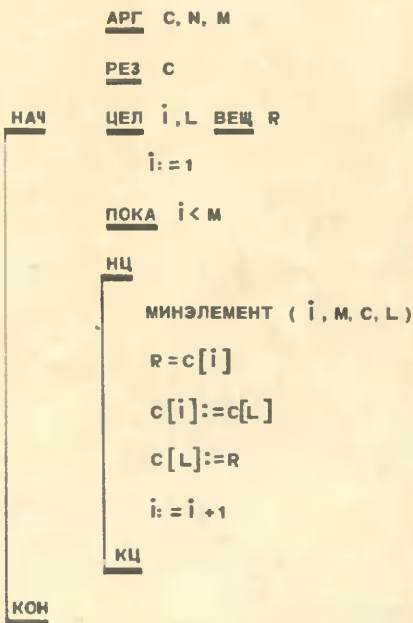 АРГ C, N, M
РЕЗ C
НАЧ ЦЕЛ i, L ВЕЩ R
i:=1
ПОКА i< M
НЦ
МИНЭЛЕМЕНТ ( i, M, C, L )
R=C[i]
C[i]:=C[L]
C[L]:=R
i:= i +1
КЦ
КОН